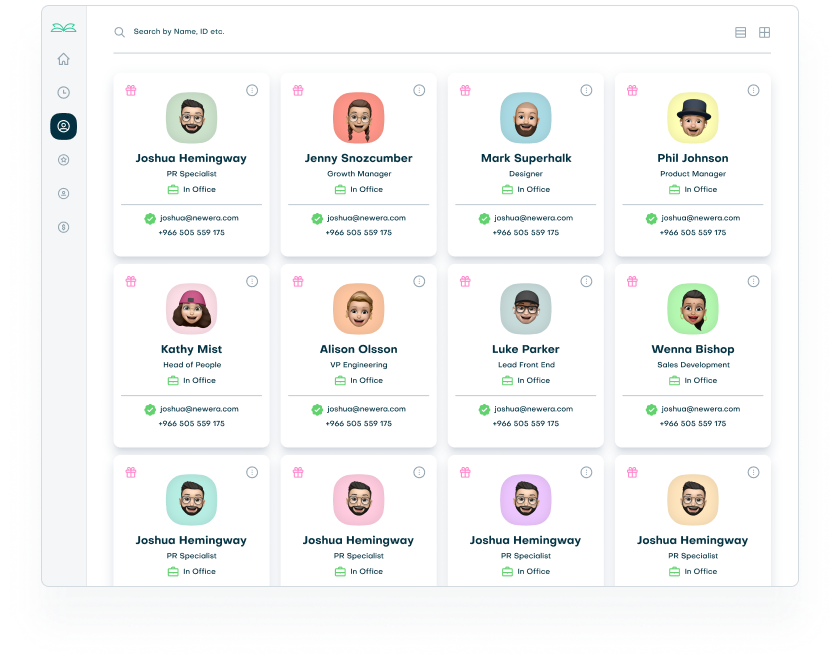 Search by Name, ID etc.
Joshua Hemingway
PR Specialist
In Office
joshua@newera.com
+966 505 559 175
Jenny Snozcumber
Growth Manager
In Office
joshua@newera.com
+966 505 559 175
Mark Superhalk
Designer
In Office
joshua@newera.com
+966 505 559 175
Phil Johnson
Product Manager
In Office
joshua@newera.com
+966 505 559 175
Kathy Mist
Head of People
In Office
joshua@newera.com
+966 505 559 175
Alison Olsson
VP Engineering
In Office
joshua@newera.com
+966 505 559 175
Luke Parker
Lead Front End
In Office
joshua@newera.com
+966 505 559 175
Wenna Bishop
Sales Development
In Office
joshua@newera.com
+966 505 559 175
Joshua Hemingway
PR Specialist
In Office
Joshua Hemingway
PR Specialist
In Office
Joshua Hemingway
PR Specialist
In Office
Joshua Hemingway
PR Specialist
In Office